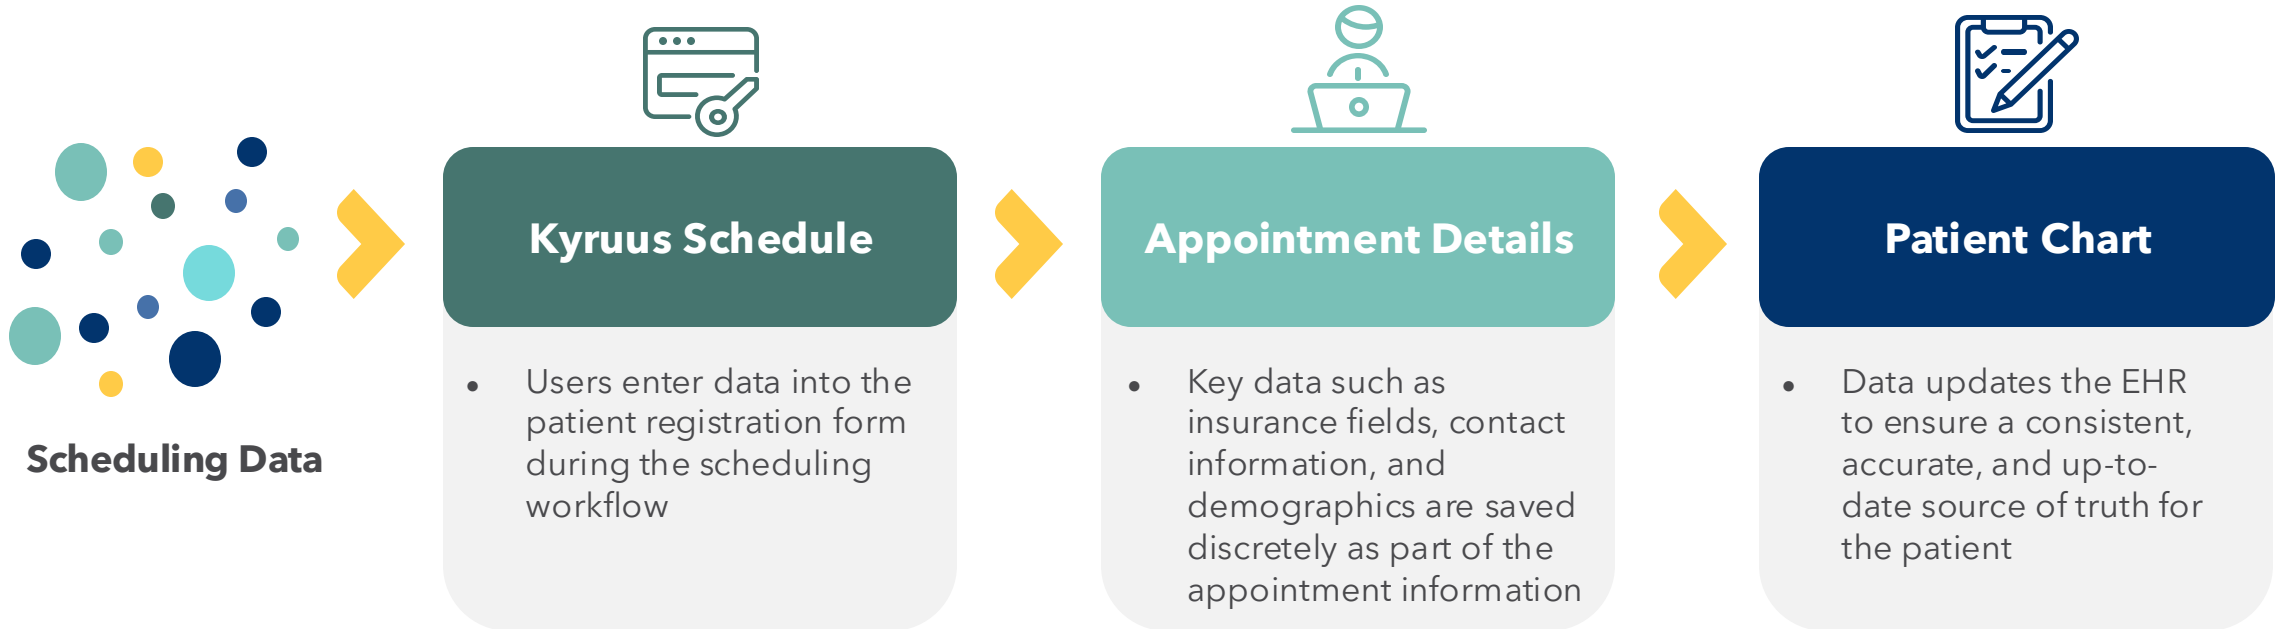 Scheduling Data
Kyruus Schedule
• Users enter data into the
patient registration form
during the scheduling
workflow
Appointment Details
• Key data such as
insurance fields, contact
information, and
demographics are saved
discretely as part of the
appointment information
Patient Chart
• Data updates the EHR
to ensure a consistent,
accurate, and up-to-
date source of truth for
the patient